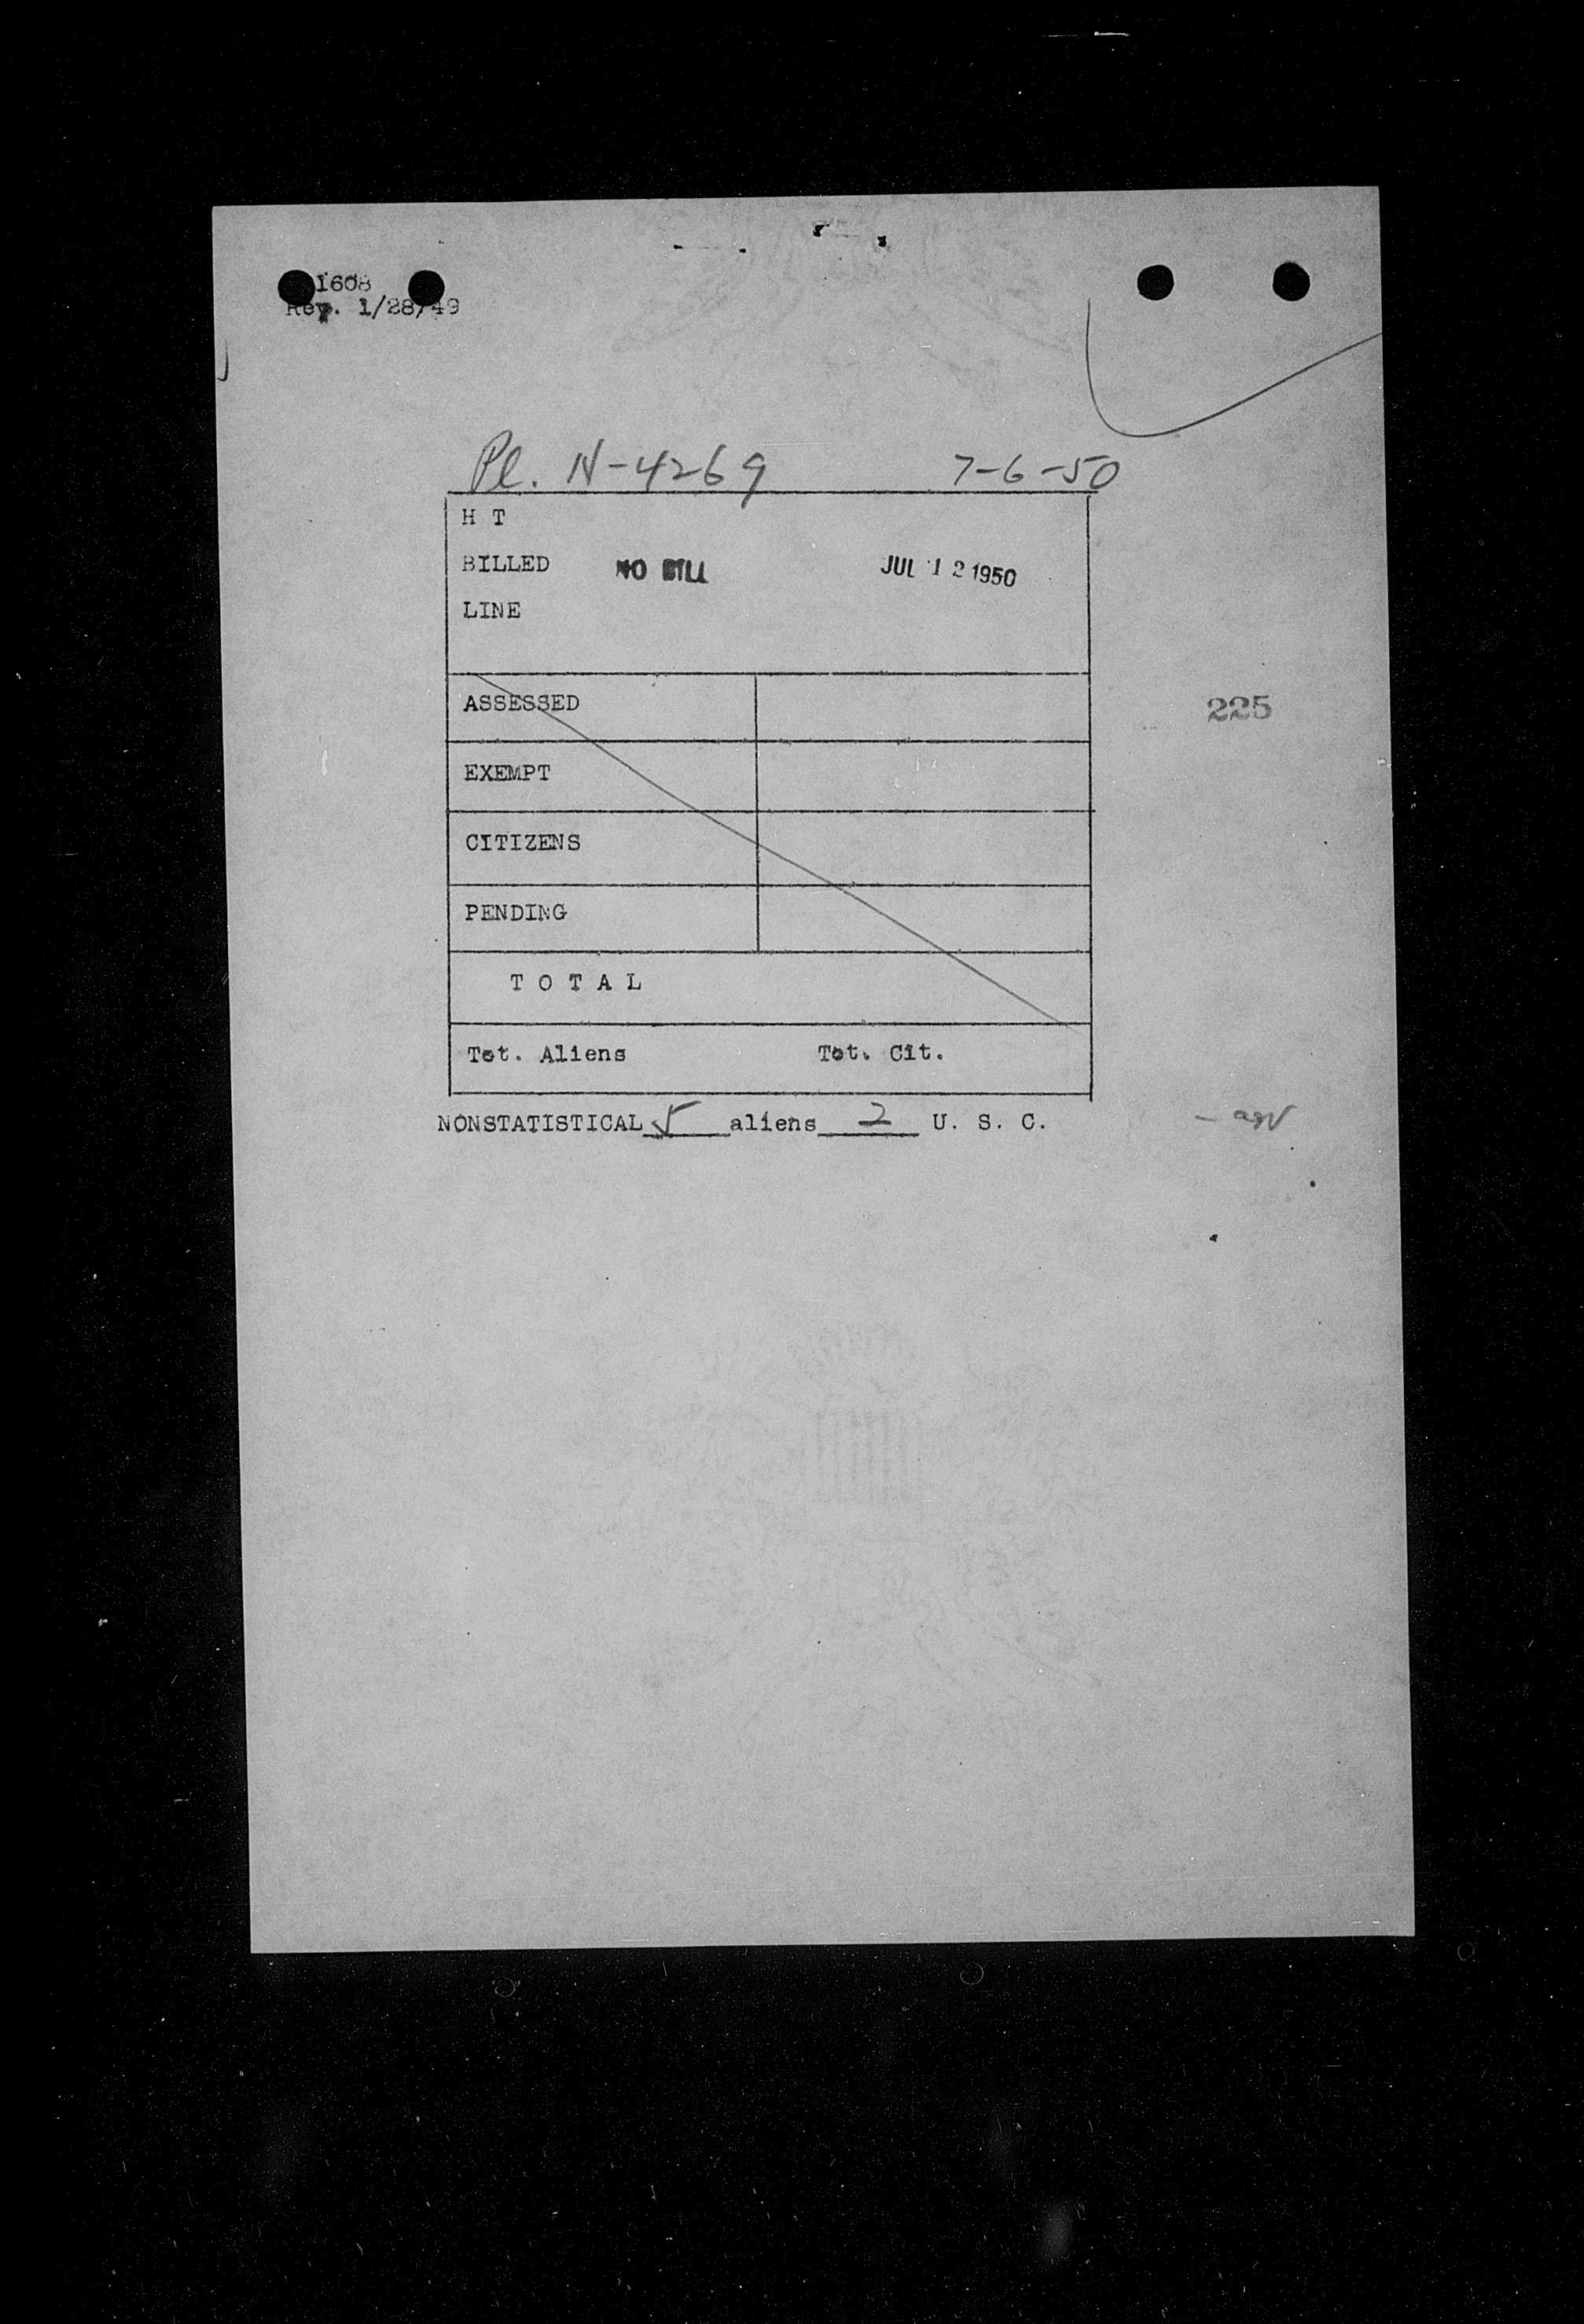 1608
Rev. 1/28/49
Pl. N-4269 7-6-50
H T
BILLED NO BILL JUL 12 1950
LINE
ASSESSED
225
EXEMPT
CITIZENS
PENDING
T O T A L
Tot. Aliens Tot. Cit.
NONSTATISTICAL 5 aliens 2 U. S. C.